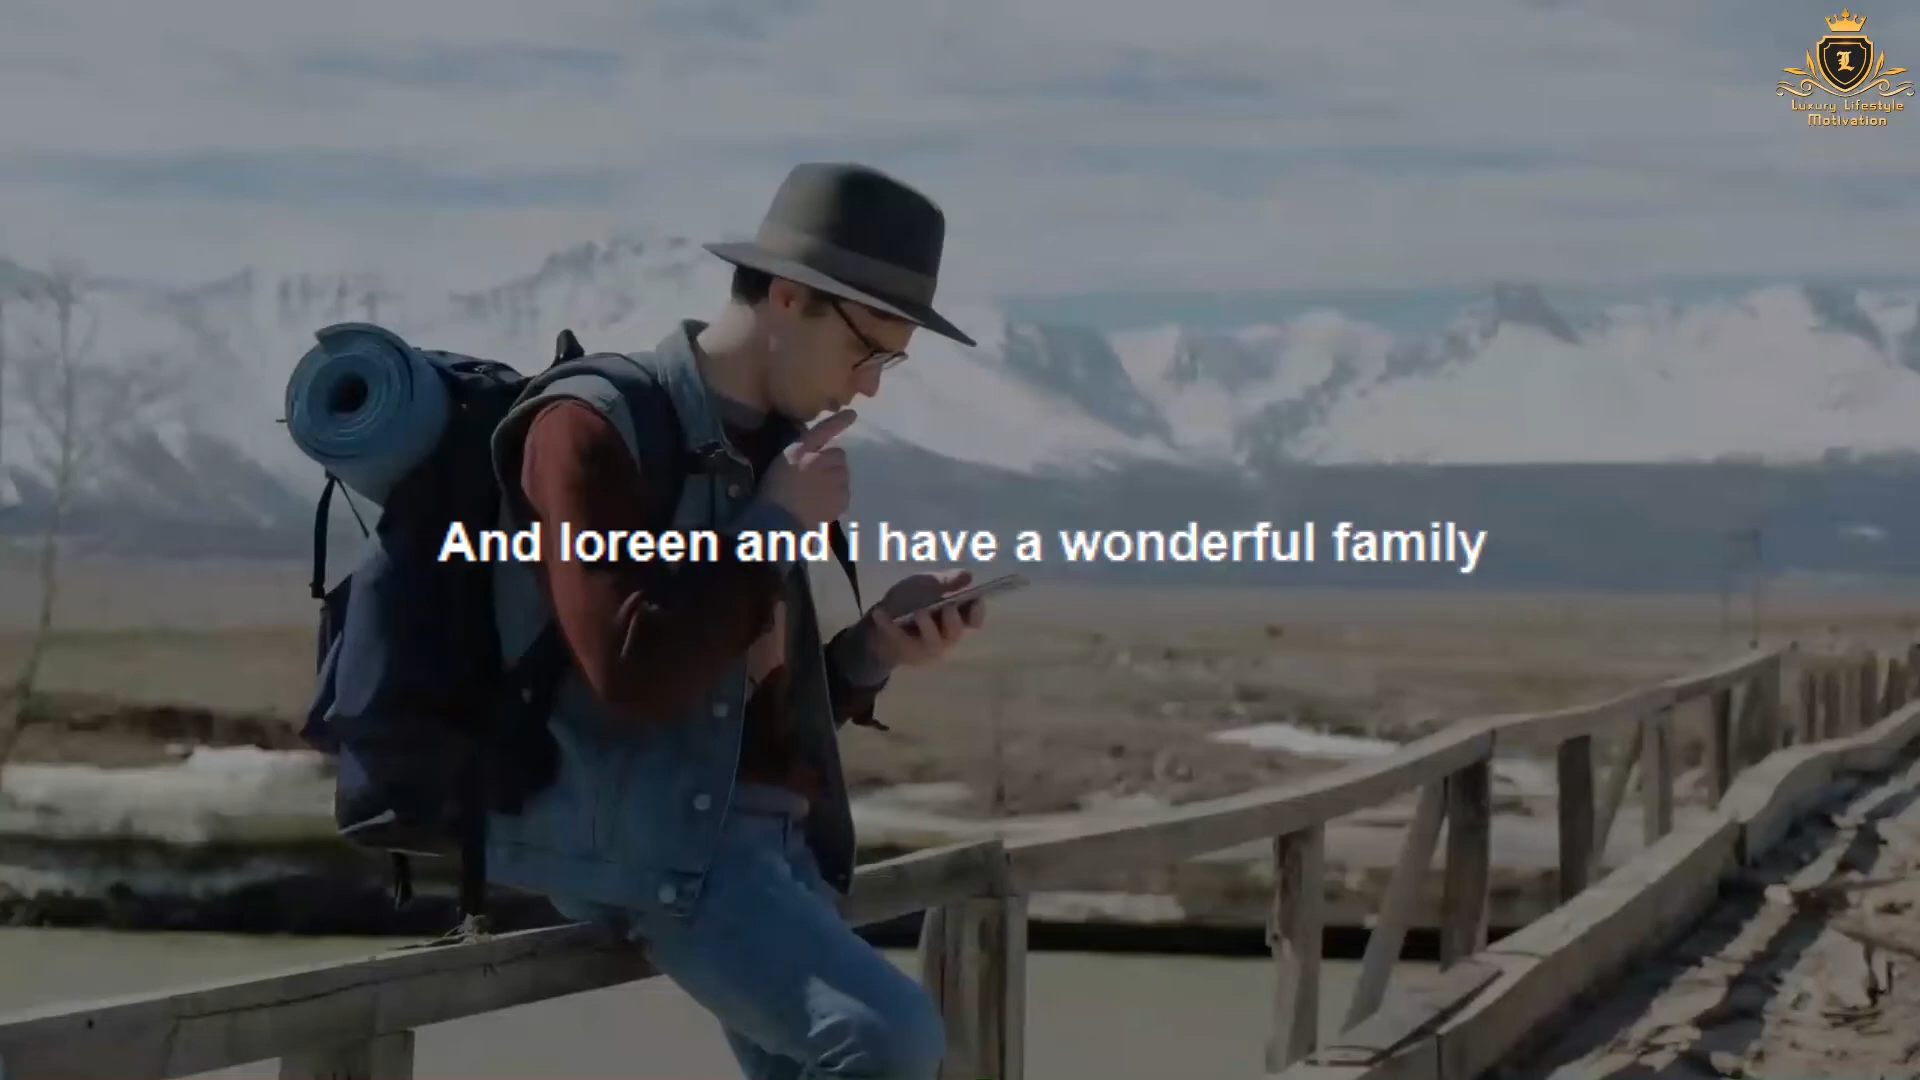 L
Luxury Lifestyle
Motivation
And loreen and i have a wonderful family